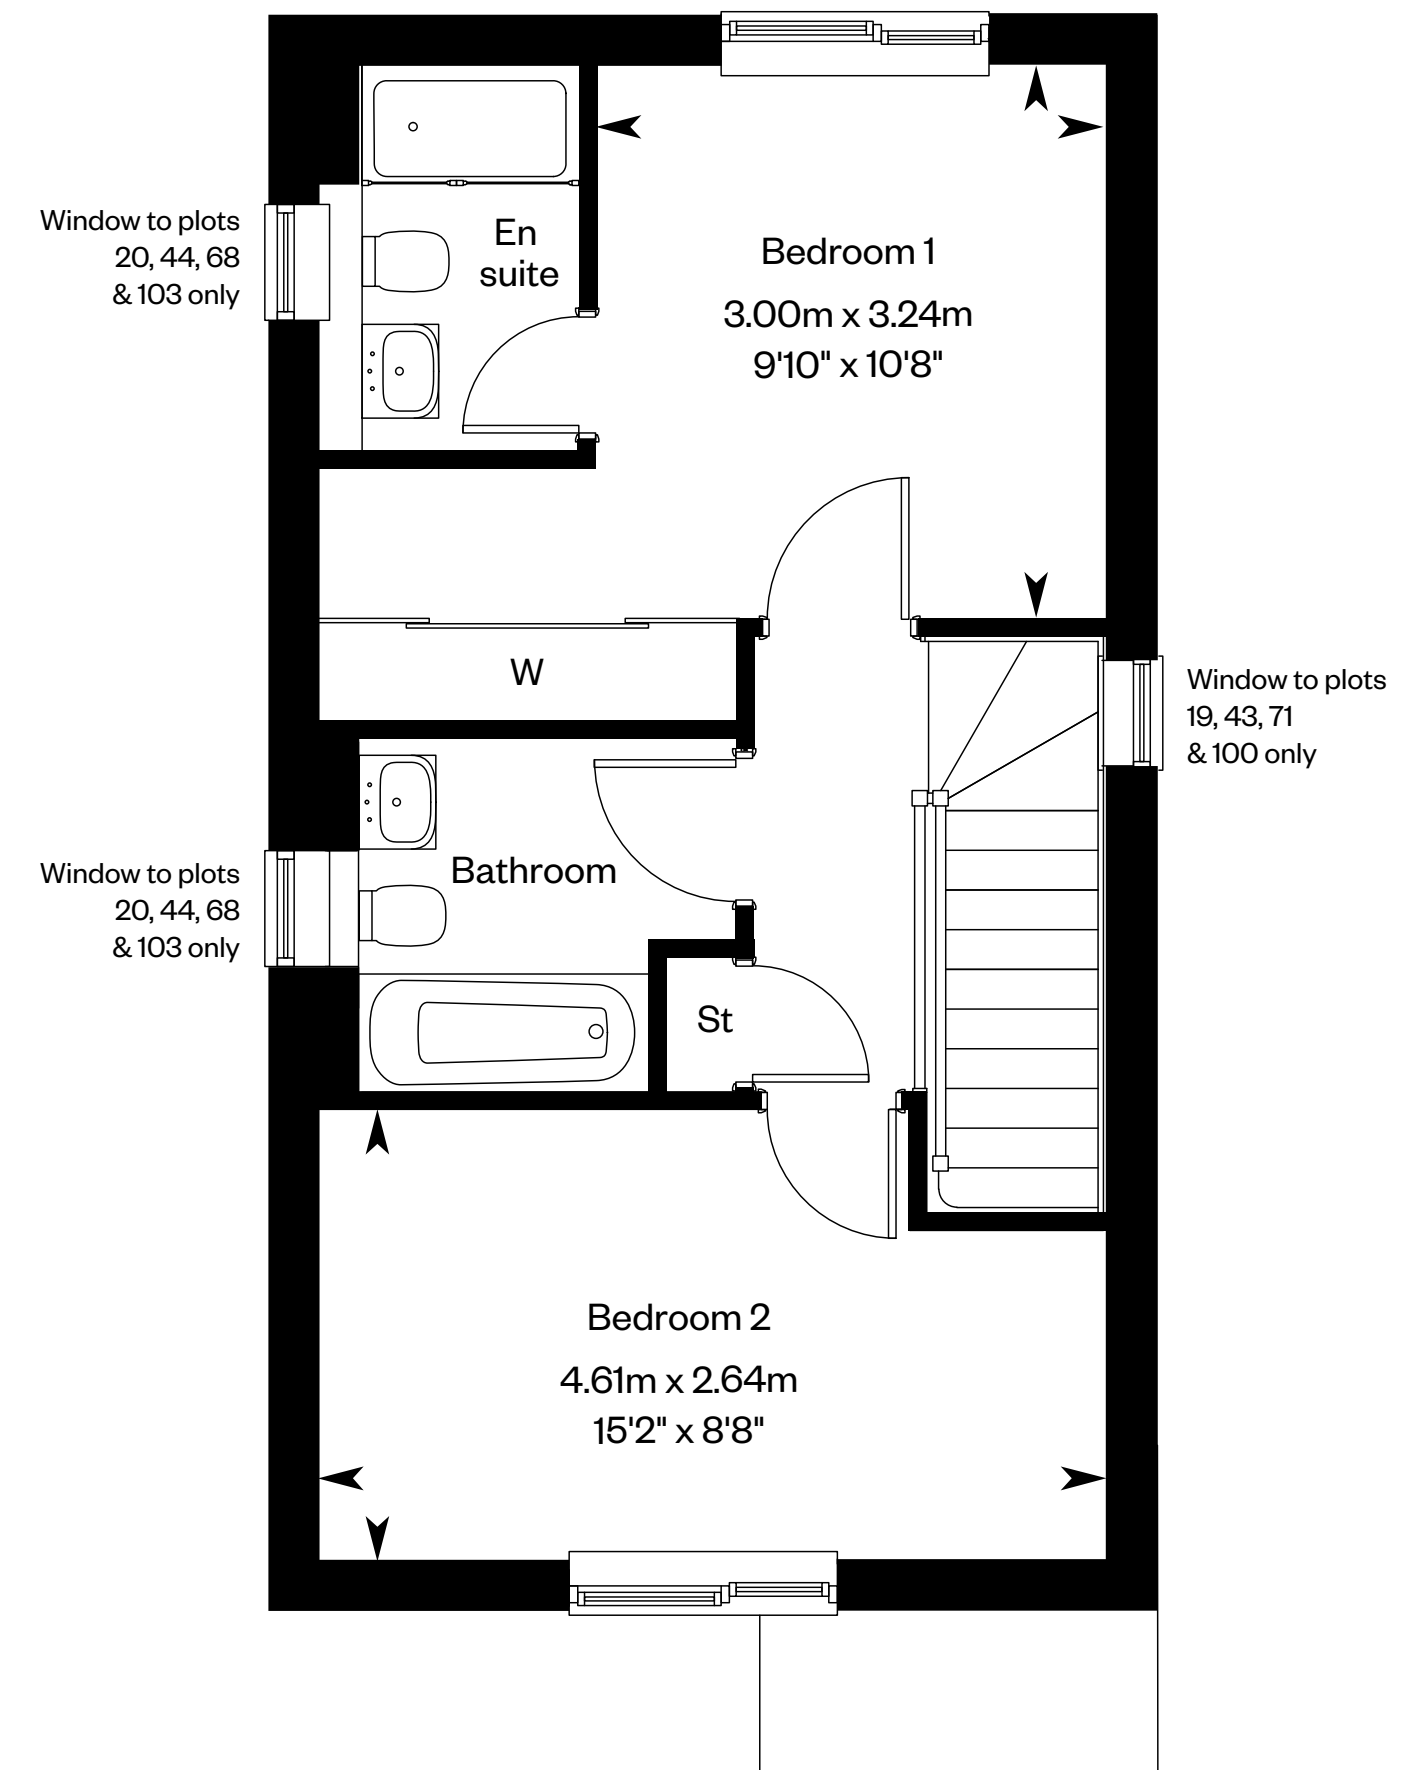 Window to plots
20, 44, 68
& 103 only
En
suite
Bedroom 1
3.00m x 3.24m
9'10" x 10'8"
W
Window to plots
19, 43, 71
& 100 only
Bathroom
Window to plots
20, 44, 68
& 103 only
St
Bedroom 2
4.61m x 2.64m
15'2" x 8'8"